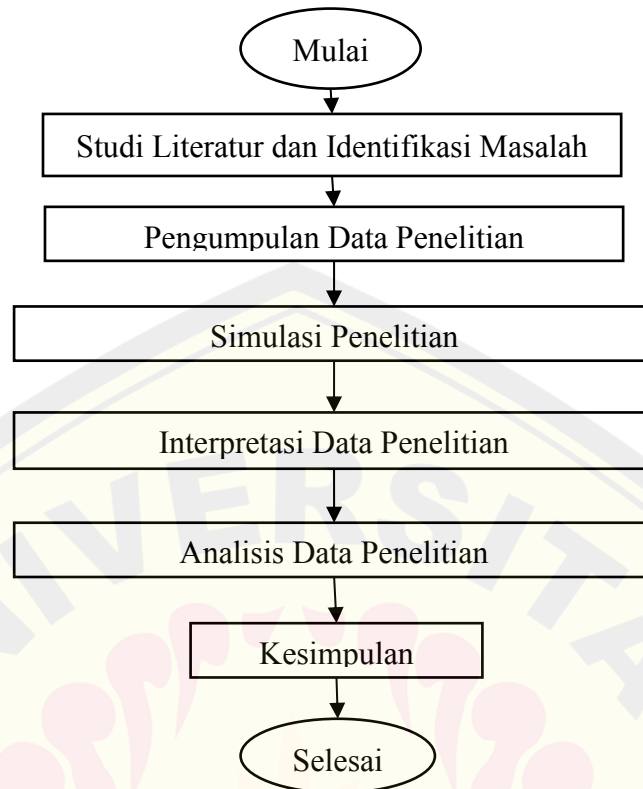 Mulai
Studi Literatur dan Identifikasi Masalah
Pengumpulan Data Penelitian
Simulasi Penelitian
Interpretasi Data Penelitian
UNIVERSITA
Analisis Data Penelitian
Kesimpulan
Selesai